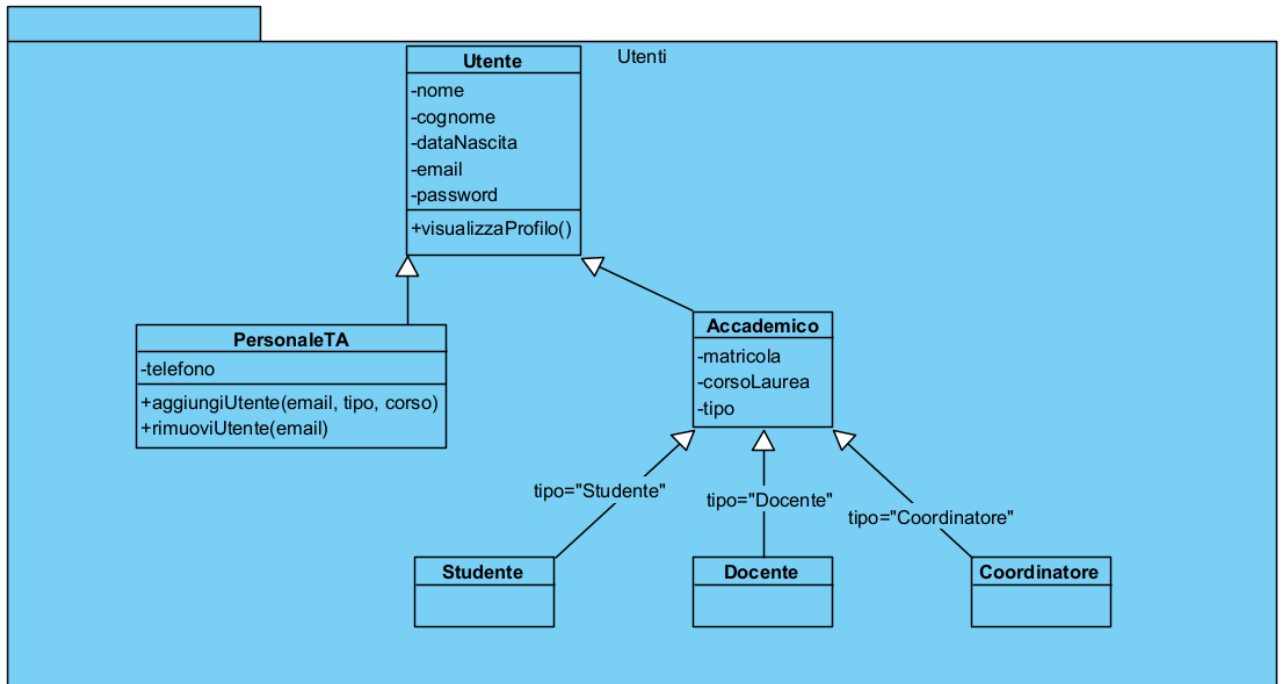 Utenti
Utente
-nome
-cognome
-dataNascita
-email
-password
+visualizzaProfilo()
PersonaleTA
-telefono
+aggiungiUtente(email, tipo, corso)
+rimuoviUtente(email)
Accademico
-matricola
-corsoLaurea
-tipo
tipo="Studente"
tipo="Docente"
tipo="Coordinatore"
Studente
Docente
Coordinatore